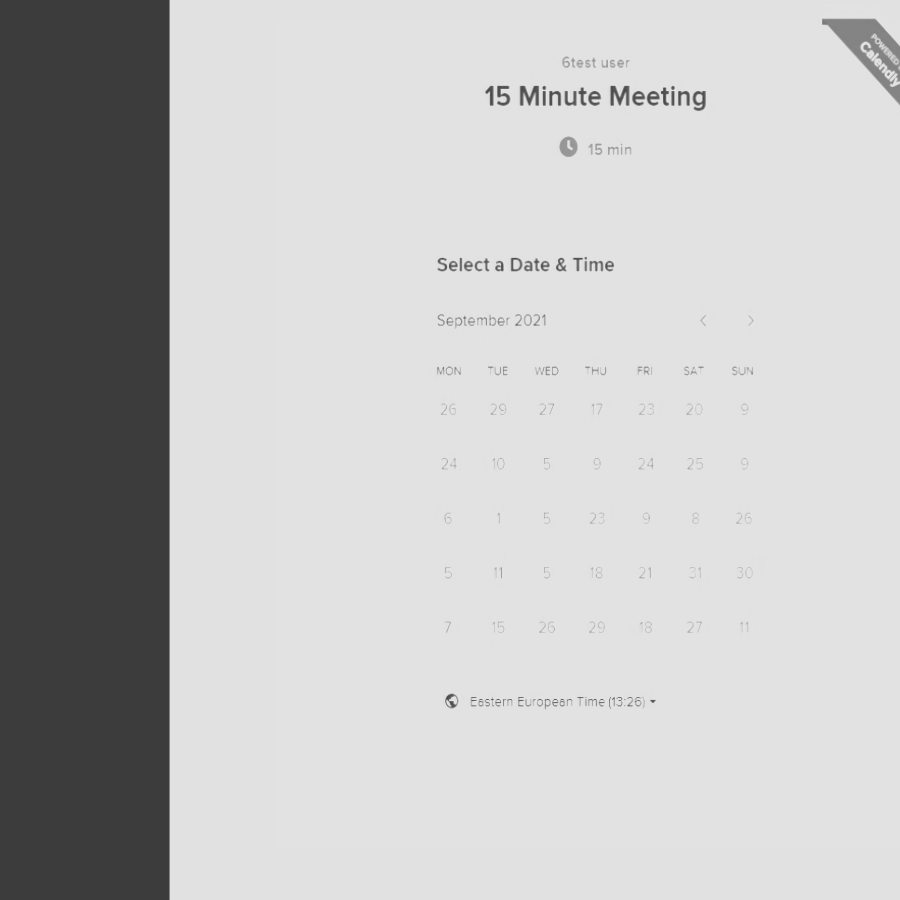 POWERED
Calendly
6test user
15 Minute Meeting
15 min
Select a Date & Time
September 2021
MON TUE WED THU FRI SAT SUN
26 29 27 17 23 20 9
24 10 5 9 24 25 9
6 1 5 23 9 8 26
5 11 5 18 21 31 30
7 15 26 29 18 27 11
Eastern European Time (13:26)